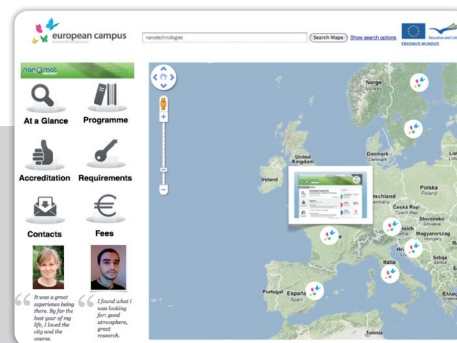 european campus
nanotechnologies
Search Maps
Show search options
ERASMUS MUNDUS
At a Glance
Programme
Accreditation
Requirements
Contacts
Fees
It was a great
experience being
there. By far the
best year of my
life, I loved the
city and the
course.
I found what i
was looking
for: good
atmosphere,
great
research.
Norge
Norway
United
Kingdom
Ireland
Danmark
Denmark
Polska
Poland
Česká Rep
Czech Rep
Slovensko
Slovakia
Magyarország
Hungary
Italia
Italy
Srbija
Serbia
Portugal
España
Spain
Tunisia